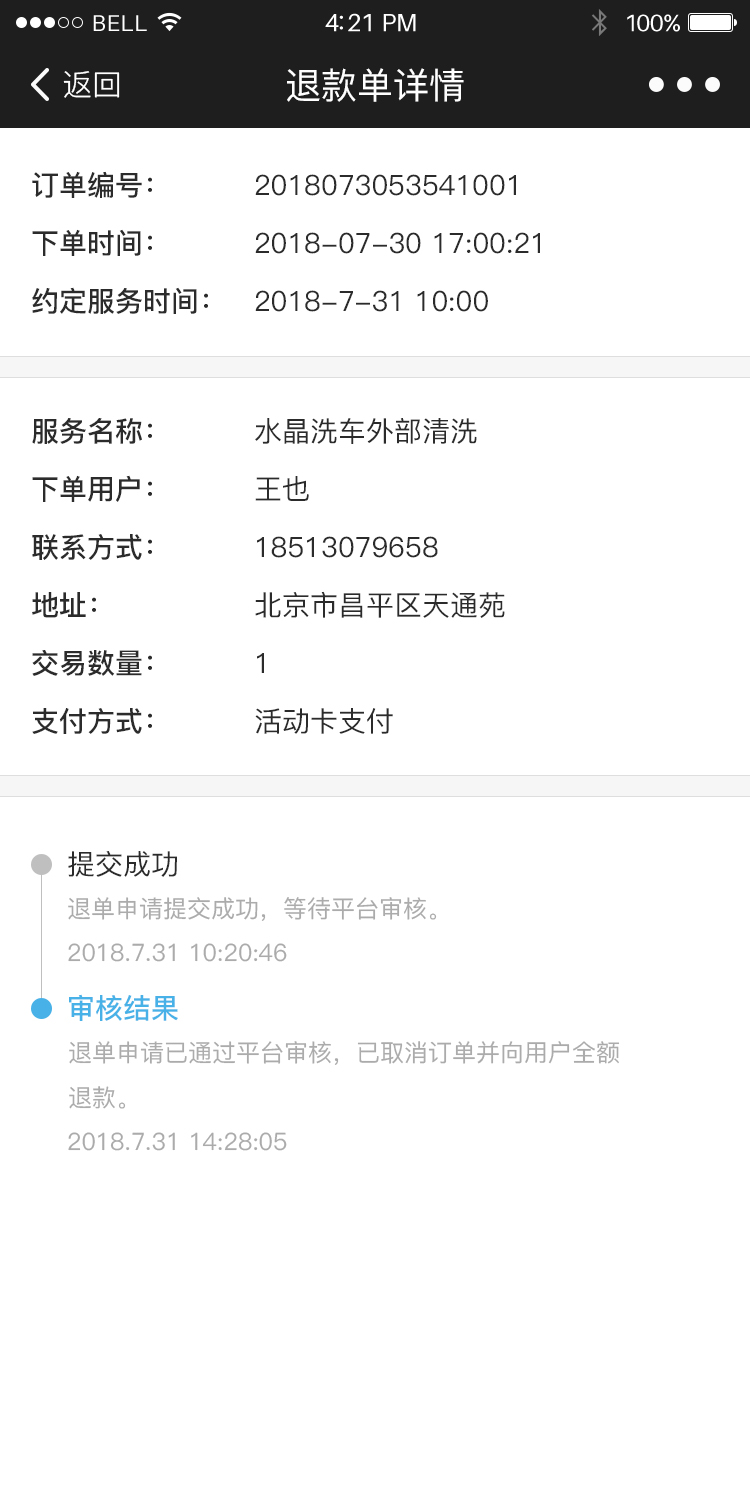 BELL 4:21 PM 100%
返回 退款单详情
订单编号： 2018073053541001
下单时间： 2018-07-30 17:00:21
约定服务时间： 2018-7-31 10:00
服务名称： 水晶洗车外部清洗
下单用户： 王也
联系方式： 18513079658
地址： 北京市昌平区天通苑
交易数量： 1
支付方式： 活动卡支付
提交成功
退单申请提交成功，等待平台审核。
2018.7.31 10:20:46
审核结果
退单申请已通过平台审核，已取消订单并向用户全额
退款。
2018.7.31 14:28:05